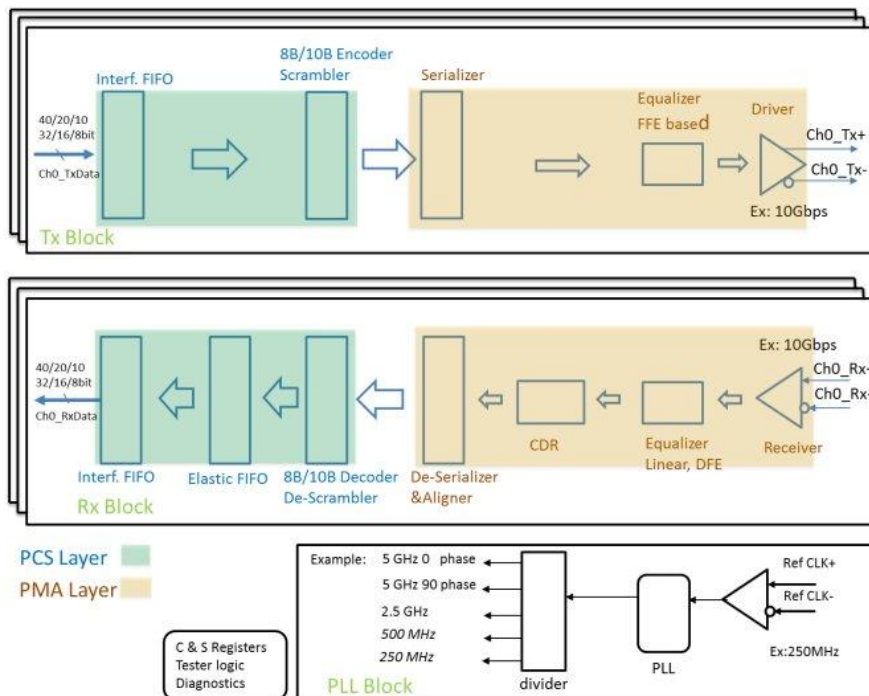 8B/10B Encoder
Scrambler
Interf. FIFO
Serializer
Equalizer
FFE based
Driver
40/20/10
32/16/8bit
Ch0_TxData
Ch0_Tx+
Ch0_Tx-
Ex: 10Gbps
Tx Block
Ex: 10Gbps
40/20/10
32/16/8bit
Ch0_RxData
Ch0_Rx-
Ch0_Rx-
CDR
Equalizer
Linear, DFE
Receiver
Interf. FIFO
Elastic FIFO
8B/10B Decoder
De-Scrambler
De-Serializer
&Aligner
Rx Block
PCS Layer
PMA Layer
Example:
5 GHz 0 phase
5 GHz 90 phase
2.5 GHz
500 MHz
250 MHz
Ref CLK+
Ref CLK-
Ex:250MHz
PLL
divider
PLL Block
C & S Registers
Tester logic
Diagnostics